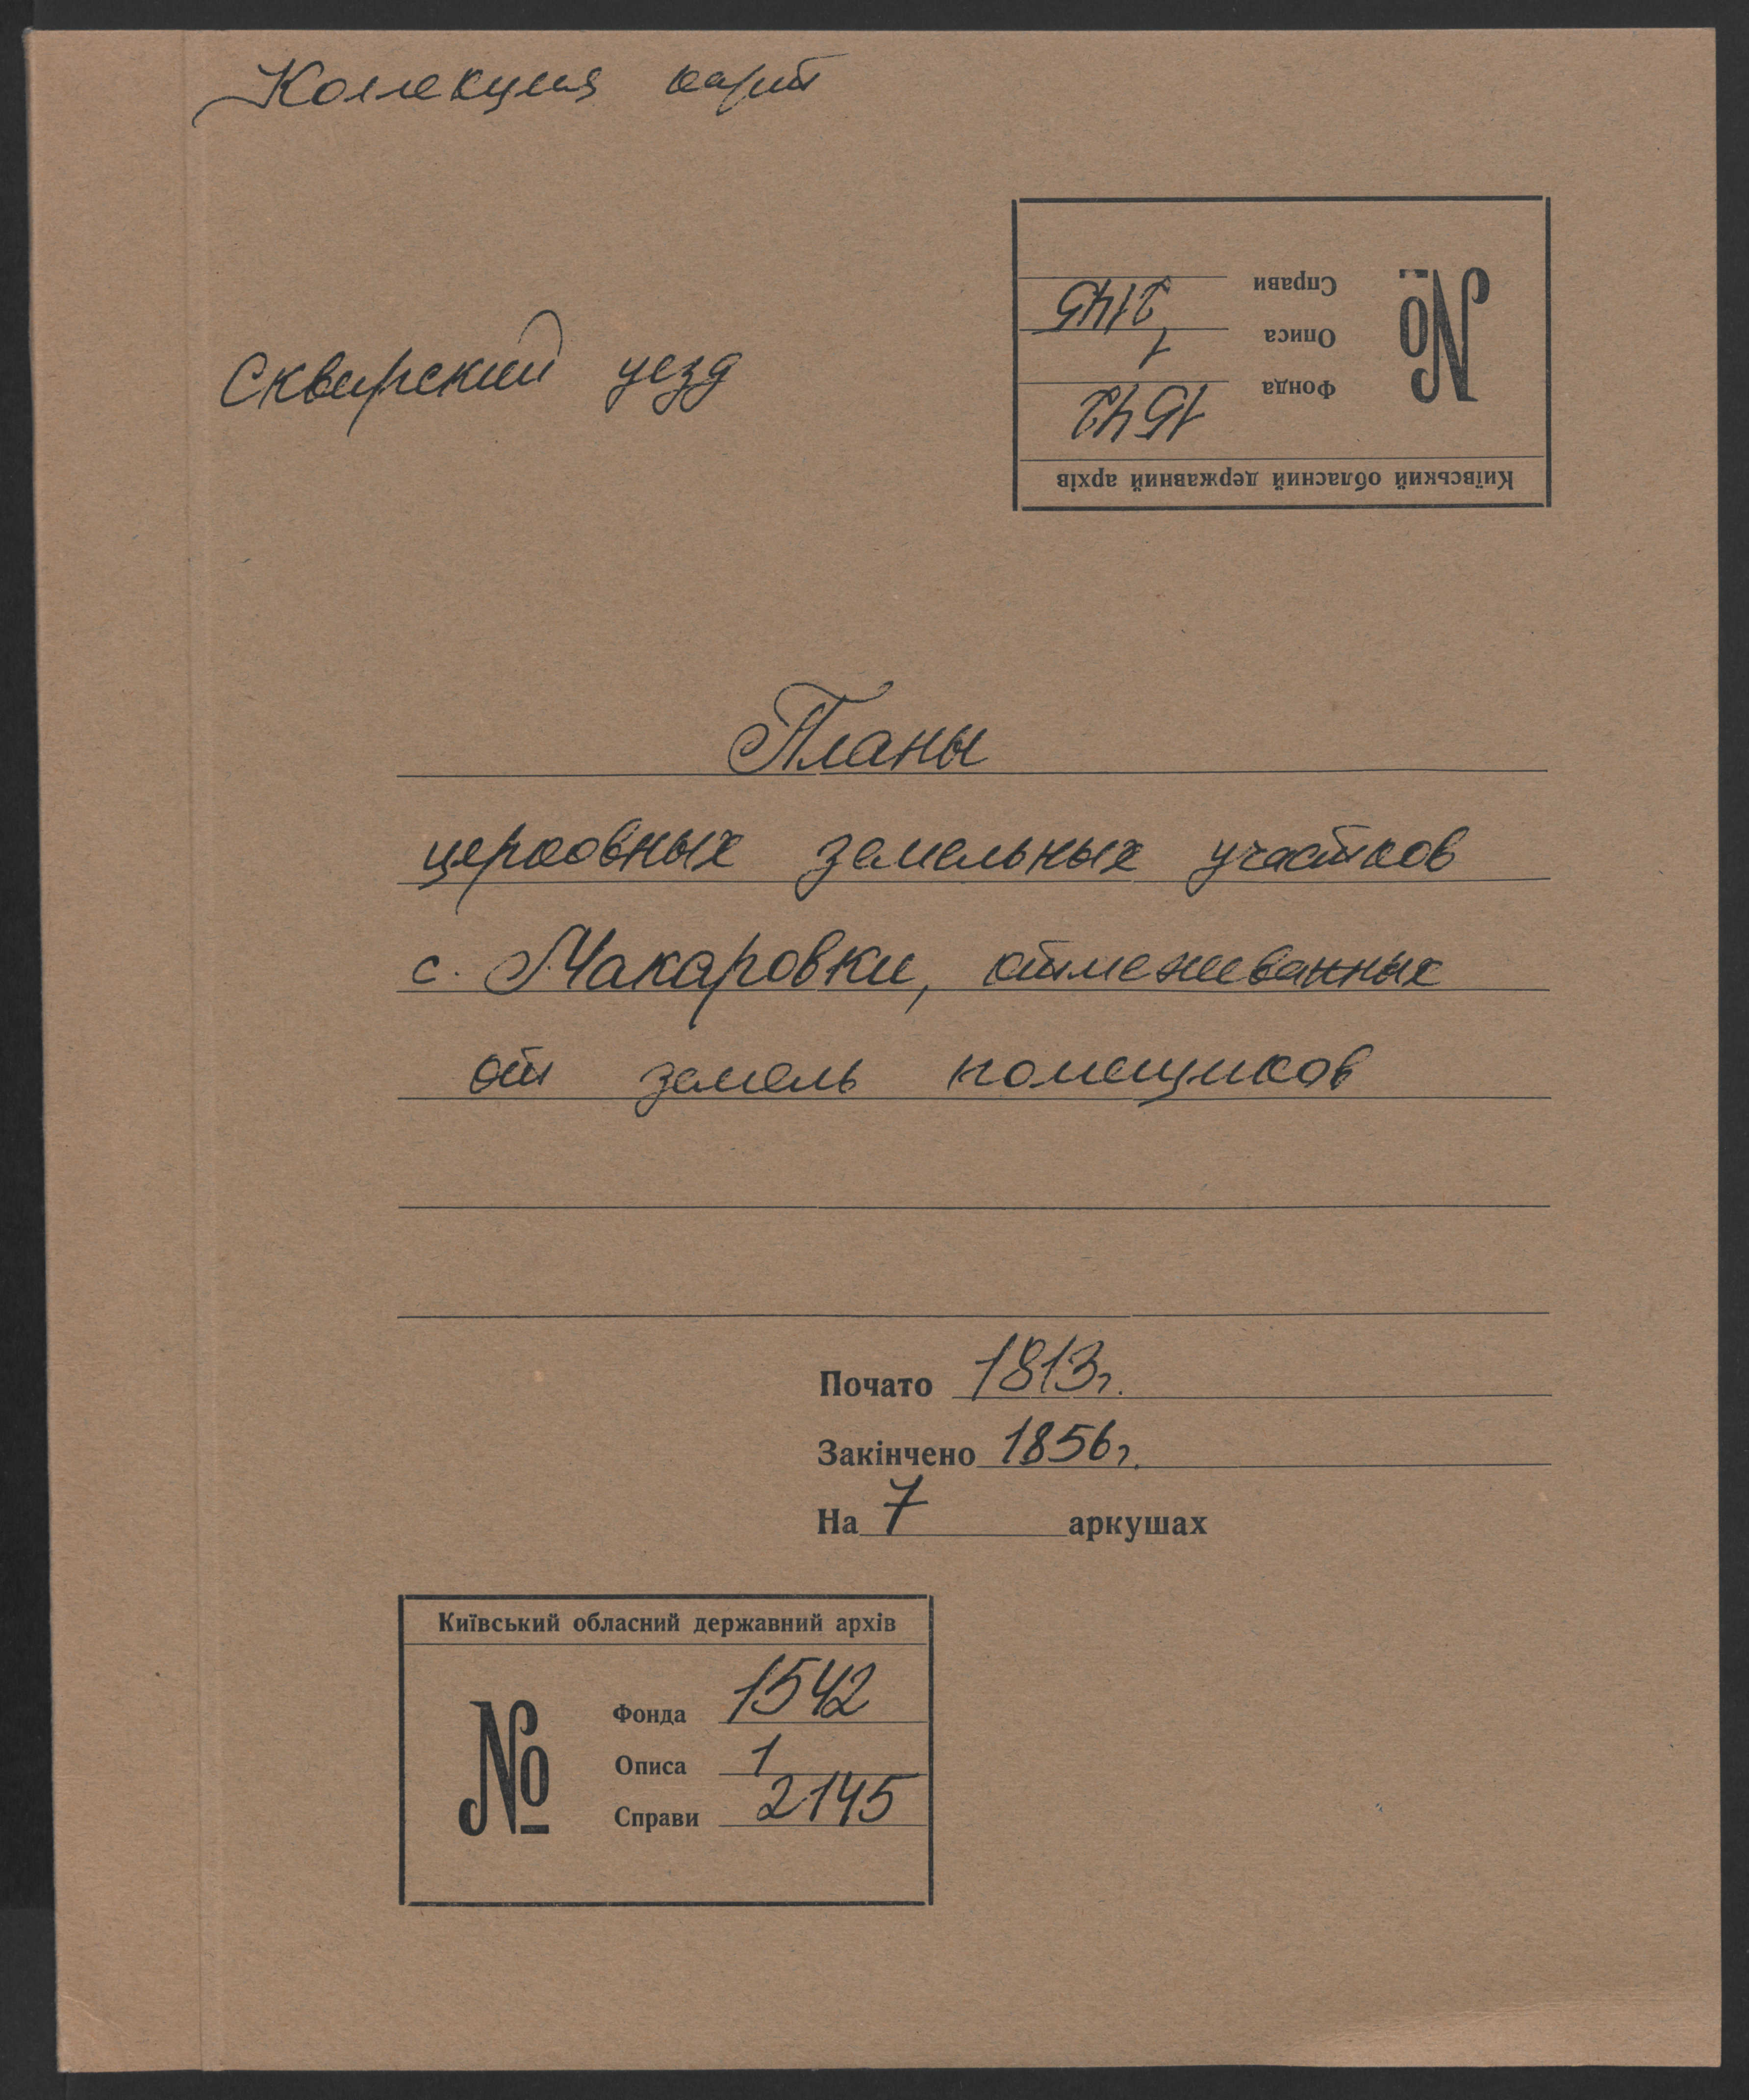 Коллекция карт
Сквирский уезд
Київський обласний державний архів
№
Фонда 1542
Описа 1
Справи 2145
Планы
церковных земельных участков
с. Макаровки, отмежеванных
от земель помещиков
Почато 1813г.
Закінчено 1856г.
На 7 аркушах
Київський обласний державний архів
№
Фонда 1542
Описа 1
Справи 2145